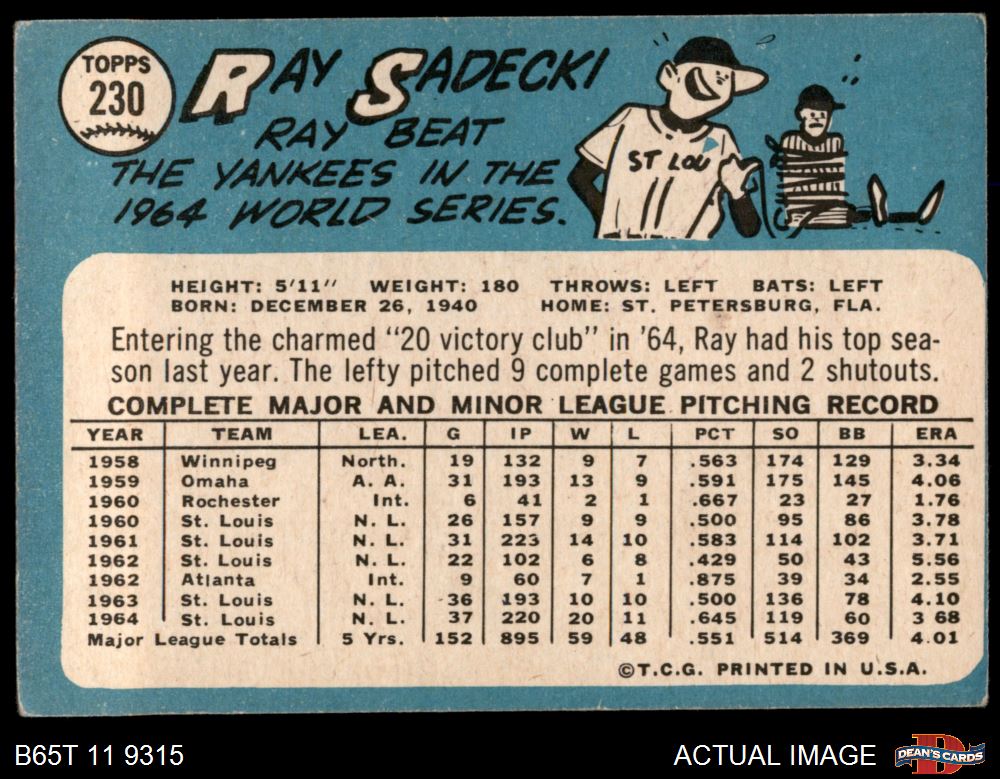 TOPPS
230
RAY SADECKI
RAY BEAT
THE YANKEES IN THE
1964 WORLD SERIES.
ST LOU
HEIGHT: 5'11" WEIGHT: 180 THROWS: LEFT BATS: LEFT
BORN: DECEMBER 26, 1940 HOME: ST. PETERSBURG, FLA.
Entering the charmed "20 victory club" in '64, Ray had his top sea-
son last year. The lefty pitched 9 complete games and 2 shutouts.
COMPLETE MAJOR AND MINOR LEAGUE PITCHING RECORD
YEAR TEAM LEA. G IP W L PCT SO BB ERA
1958 Winnipeg North. 19 132 9 7 .563 174 129 3.34
1959 Omaha A. A. 31 193 13 9 .591 175 145 4.06
1960 Rochester Int. 6 41 2 1 .667 23 27 1.76
1960 St. Louis N. L. 26 157 9 9 .500 95 86 3.78
1961 St. Louis N. L. 31 223 14 10 .583 114 102 3.71
1962 St. Louis N. L. 22 102 6 8 .429 50 43 5.56
1962 Atlanta Int. 9 60 7 1 .875 39 34 2.55
1963 St. Louis N. L. 36 193 10 10 .500 136 78 4.10
1964 St. Louis N. L. 37 220 20 11 .645 119 60 3 68
Major League Totals 5 Yrs. 152 895 59 48 .551 514 369 4.01
©T.C.G. PRINTED IN U.S.A.
B65T 11 9315 ACTUAL IMAGE DEAN'S CARDS